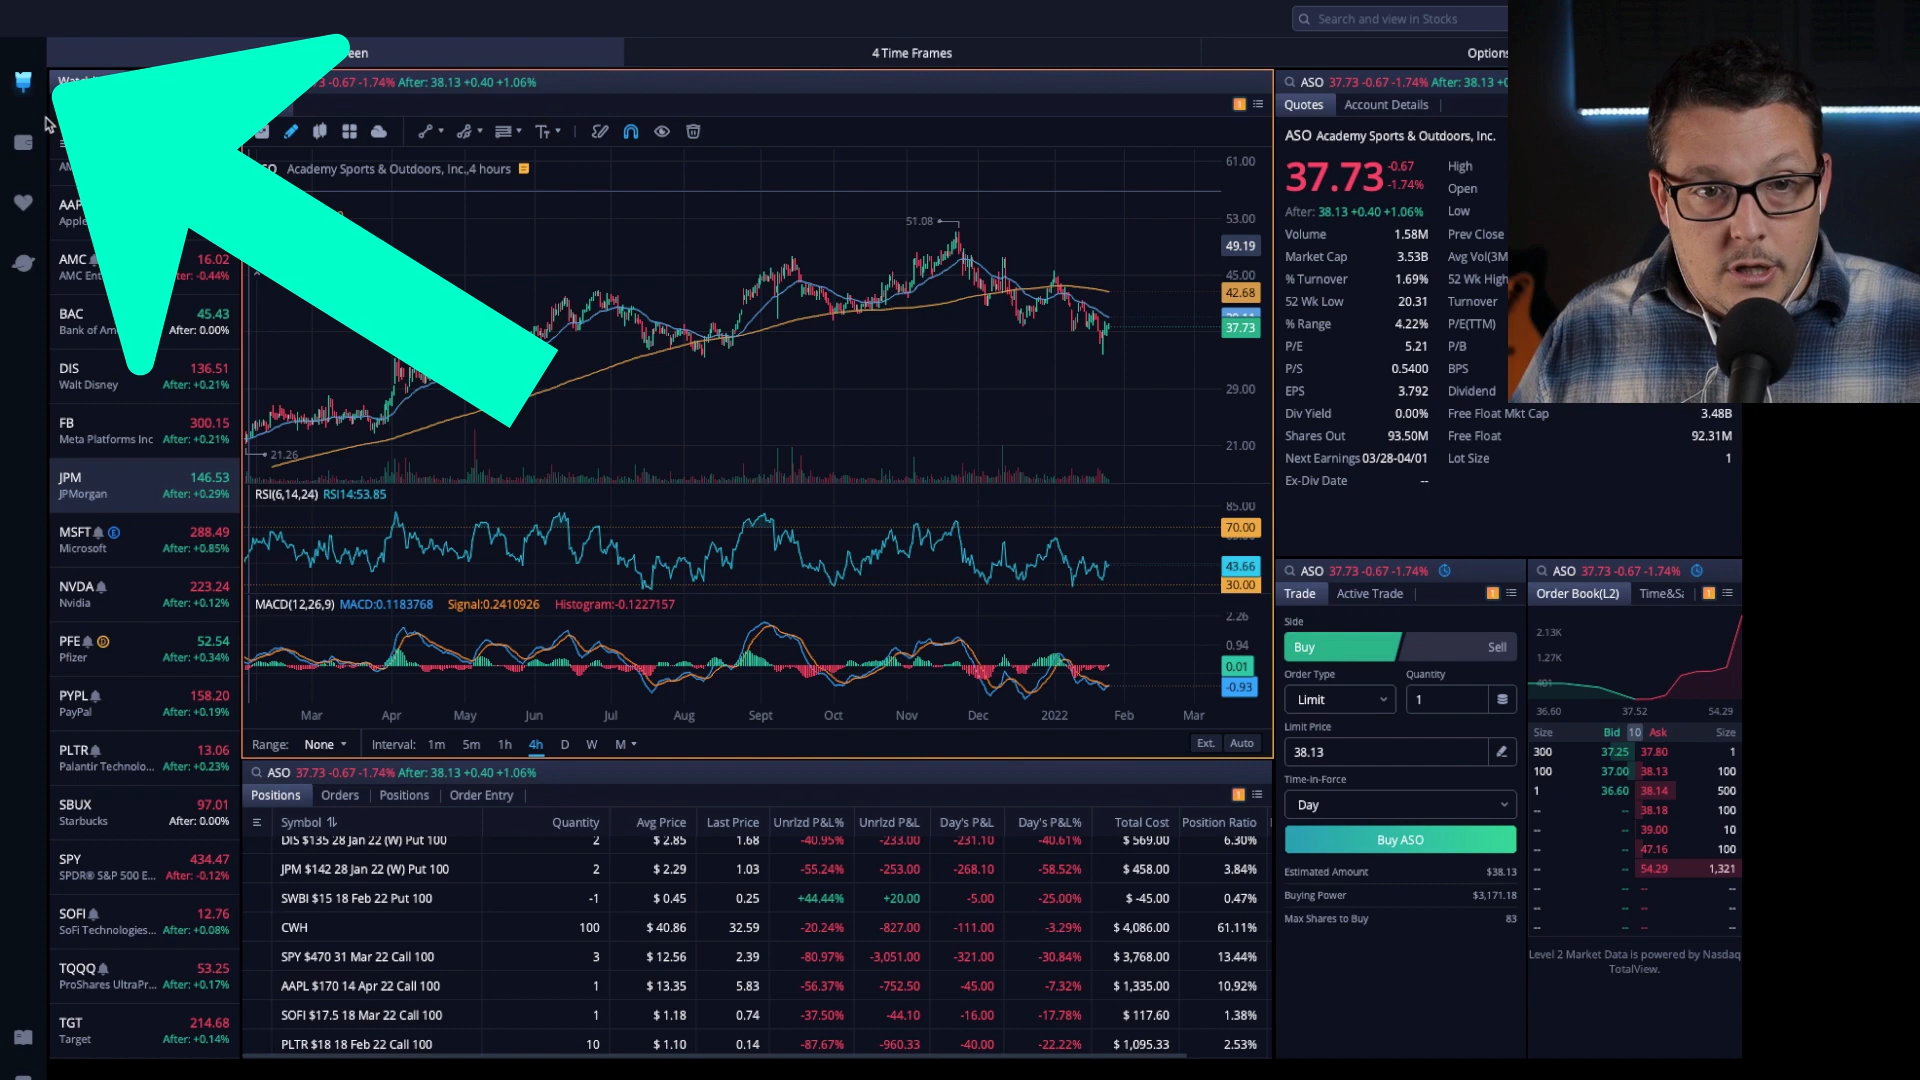 Search and view in Stocks
een
4 Time Frames
Options
-0.67 -1.74% After: 38.13 +0.40 +1.06%
Academy Sports & Outdoors, Inc.,4 hours
61.00
53.00
51.08
49.19
45.00
42.68
37.73
29.00
21.26
21.00
RSI(6,14,24) RSI14:53.85
85.00
70.00
43.66
30.00
MACD(12,26,9) MACD:0.1183768 Signal:0.2410926 Histogram:-0.1227157
2.26
0.94
0.01
-0.93
Mar Apr May Jun Jul Aug Sept Oct Nov Dec 2022 Feb Mar
Range: None Interval: 1m 5m 1h 4h D W M Ext. Auto
AMC 16.02
-0.44%
BAC 45.43
After: 0.00%
DIS 136.51
Walt Disney After: +0.21%
FB 300.15
Meta Platforms Inc After: +0.21%
JPM 146.53
JPMorgan After: +0.29%
MSFT 288.49
Microsoft After: +0.85%
NVDA 223.24
Nvidia After: +0.12%
PFE 52.54
Pfizer After: +0.34%
PYPL 158.20
PayPal After: +0.19%
PLTR 13.06
Palantir Technolo... After: +0.23%
SBUX 97.01
Starbucks After: 0.00%
SPY 434.47
SPDR® S&P 500 E... After: -0.12%
SOFI 12.76
SoFi Technologies... After: +0.08%
TQQQ 53.25
ProShares UltraPr... After: +0.17%
TGT 214.68
Target After: +0.14%
ASO 37.73 -0.67 -1.74% After: 38.13 +0.40 +1.06%
Positions Orders Positions Order Entry
Symbol Quantity Avg Price Last Price Unrlzd P&L% Unrlzd P&L Day's P&L Day's P&L% Total Cost Position Ratio
DIS $135 28 Jan 22 (W) Put 100 2 $ 2.85 1.68 -40.95% -233.00 -231.10 -40.61% $ 569.00 6.30%
JPM $142 28 Jan 22 (W) Put 100 2 $ 2.29 1.03 -55.24% -253.00 -268.10 -58.52% $ 458.00 3.84%
SWBI $15 18 Feb 22 Put 100 -1 $ 0.45 0.25 +44.44% +20.00 -5.00 -25.00% $ -45.00 0.47%
CWH 100 $ 40.86 32.59 -20.24% -827.00 -111.00 -3.29% $ 4,086.00 61.11%
SPY $470 31 Mar 22 Call 100 3 $ 12.56 2.39 -80.97% -3,051.00 -321.00 -30.84% $ 3,768.00 13.44%
AAPL $170 14 Apr 22 Call 100 1 $ 13.35 5.83 -56.37% -752.50 -45.00 -7.32% $ 1,335.00 10.92%
SOFI $17.5 18 Mar 22 Call 100 1 $ 1.18 0.74 -37.50% -44.10 -16.00 -17.78% $ 117.60 1.38%
PLTR $18 18 Feb 22 Call 100 10 $ 1.10 0.14 -87.67% -960.33 -40.00 -22.22% $ 1,095.33 2.53%
ASO 37.73 -0.67 -1.74% After: 38.13 +0
Quotes Account Details
ASO Academy Sports & Outdoors, Inc.
37.73 -0.67
-1.74%
After: 38.13 +0.40 +1.06%
High
Open
Low
Volume 1.58M Prev Close
Market Cap 3.53B Avg Vol(3M
% Turnover 1.69% 52 Wk High
52 Wk Low 20.31 Turnover
% Range 4.22% P/E(TTM)
P/E 5.21 P/B
P/S 0.5400 BPS
EPS 3.792 Dividend
Div Yield 0.00% Free Float Mkt Cap 3.48B
Shares Out 93.50M Free Float 92.31M
Next Earnings 03/28-04/01 Lot Size 1
Ex-Div Date --
ASO 37.73 -0.67 -1.74%
Trade Active Trade
Side
Buy Sell
Order Type Quantity
Limit 1
Limit Price
38.13
Time-in-Force
Day
Buy ASO
Estimated Amount $38.13
Buying Power $3,171.18
Max Shares to Buy 83
ASO 37.73 -0.67 -1.74%
Order Book(L2) Time&Sa
2.13K
1.27K
401
36.60 37.52 54.29
Size Bid 10 Ask Size
300 37.25 37.80 1
100 37.00 38.13 100
1 36.60 38.14 500
-- -- 38.18 100
-- -- 39.00 10
-- -- 47.16 100
-- -- 54.29 1,321
-- -- -- --
-- -- -- --
-- -- -- --
Level 2 Market Data is powered by Nasdaq
TotalView.